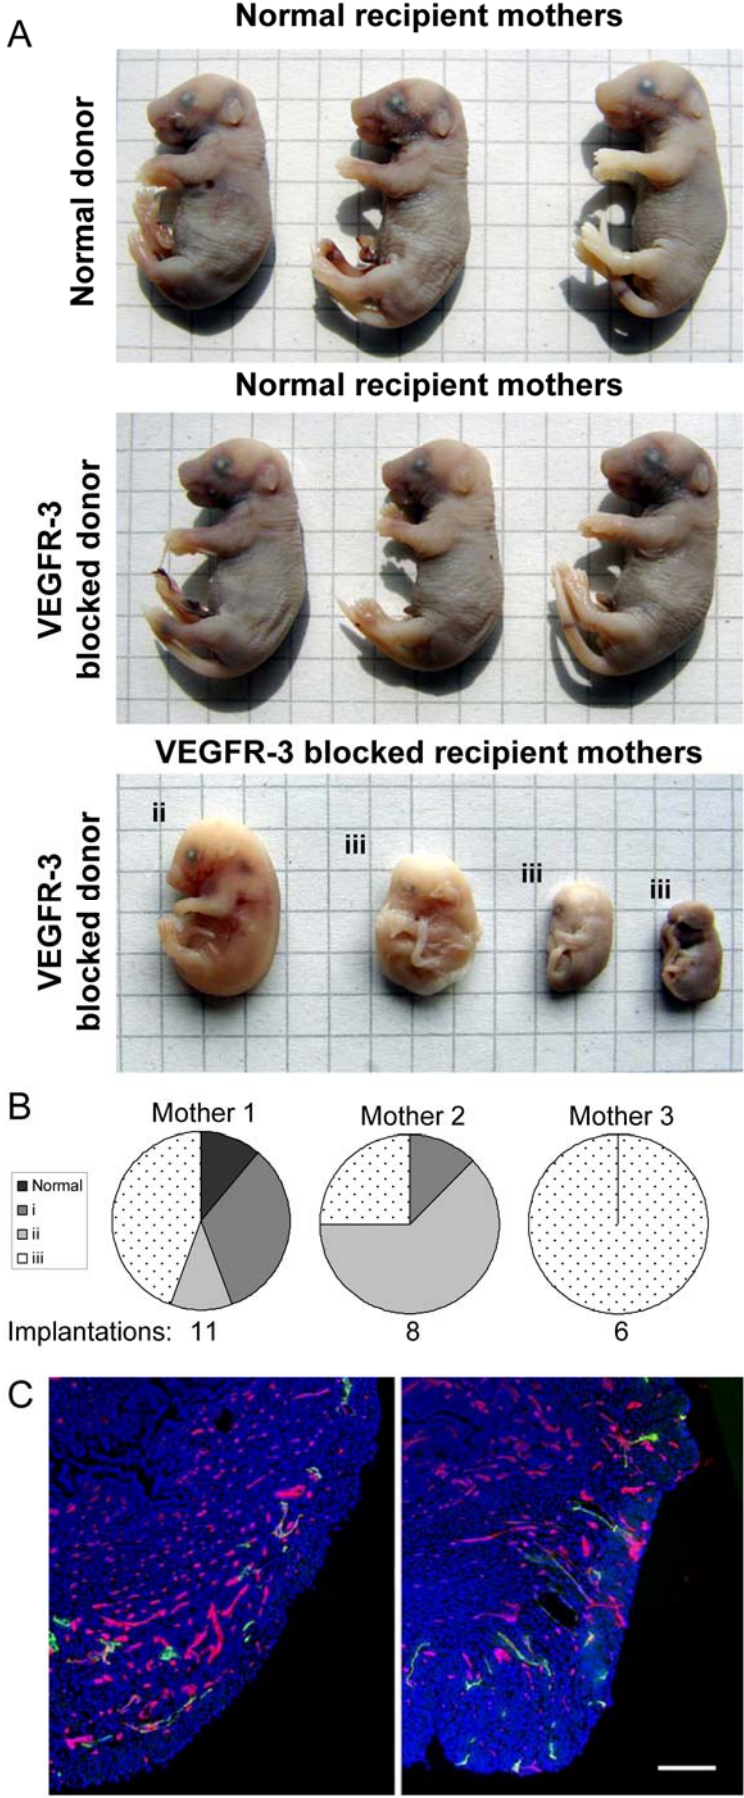 A
Normal recipient mothers
Normal donor
Normal recipient mothers
VEGFR-3
blocked donor
VEGFR-3 blocked recipient mothers
VEGFR-3
blocked donor
ii
iii
iii
iii
B
Mother 1
Mother 2
Mother 3
Normal
i
ii
iii
Implantations: 11 8 6
C